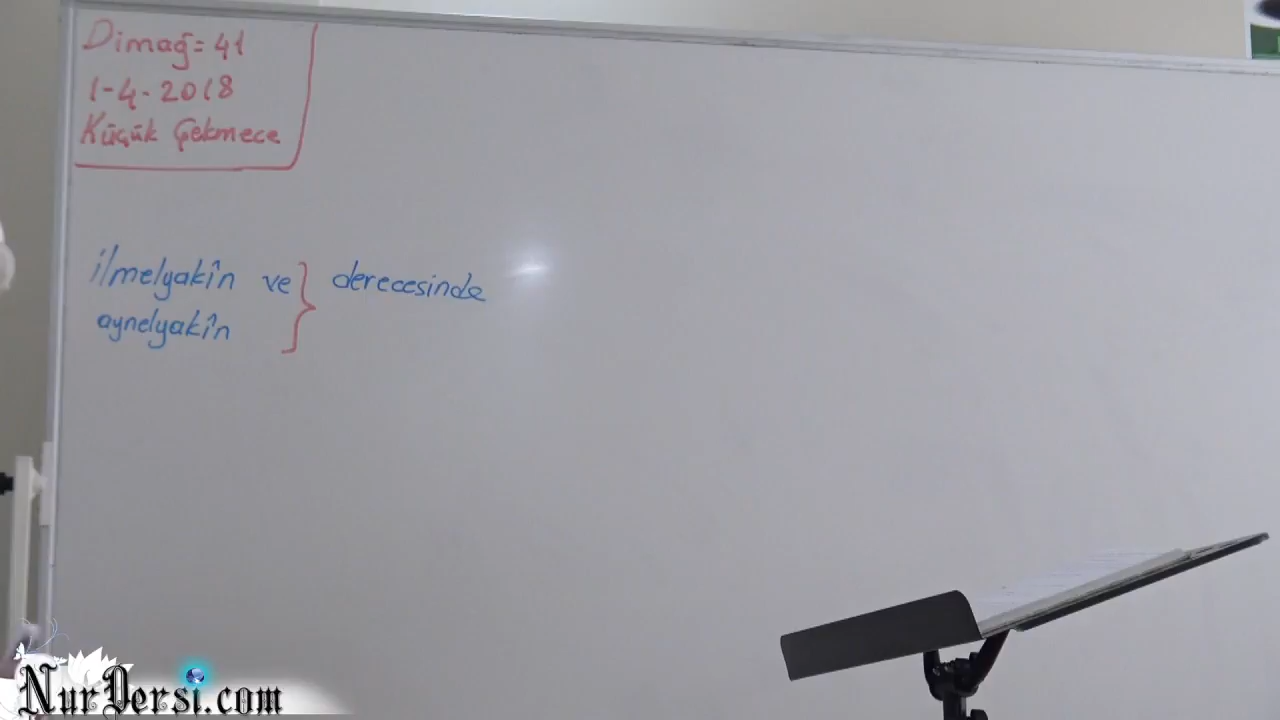 Dimağ=41
1-4-2018
Küçük Çekmece
ilmelyakîn ve } derecesinde
aynelyakîn
NurDersi.com